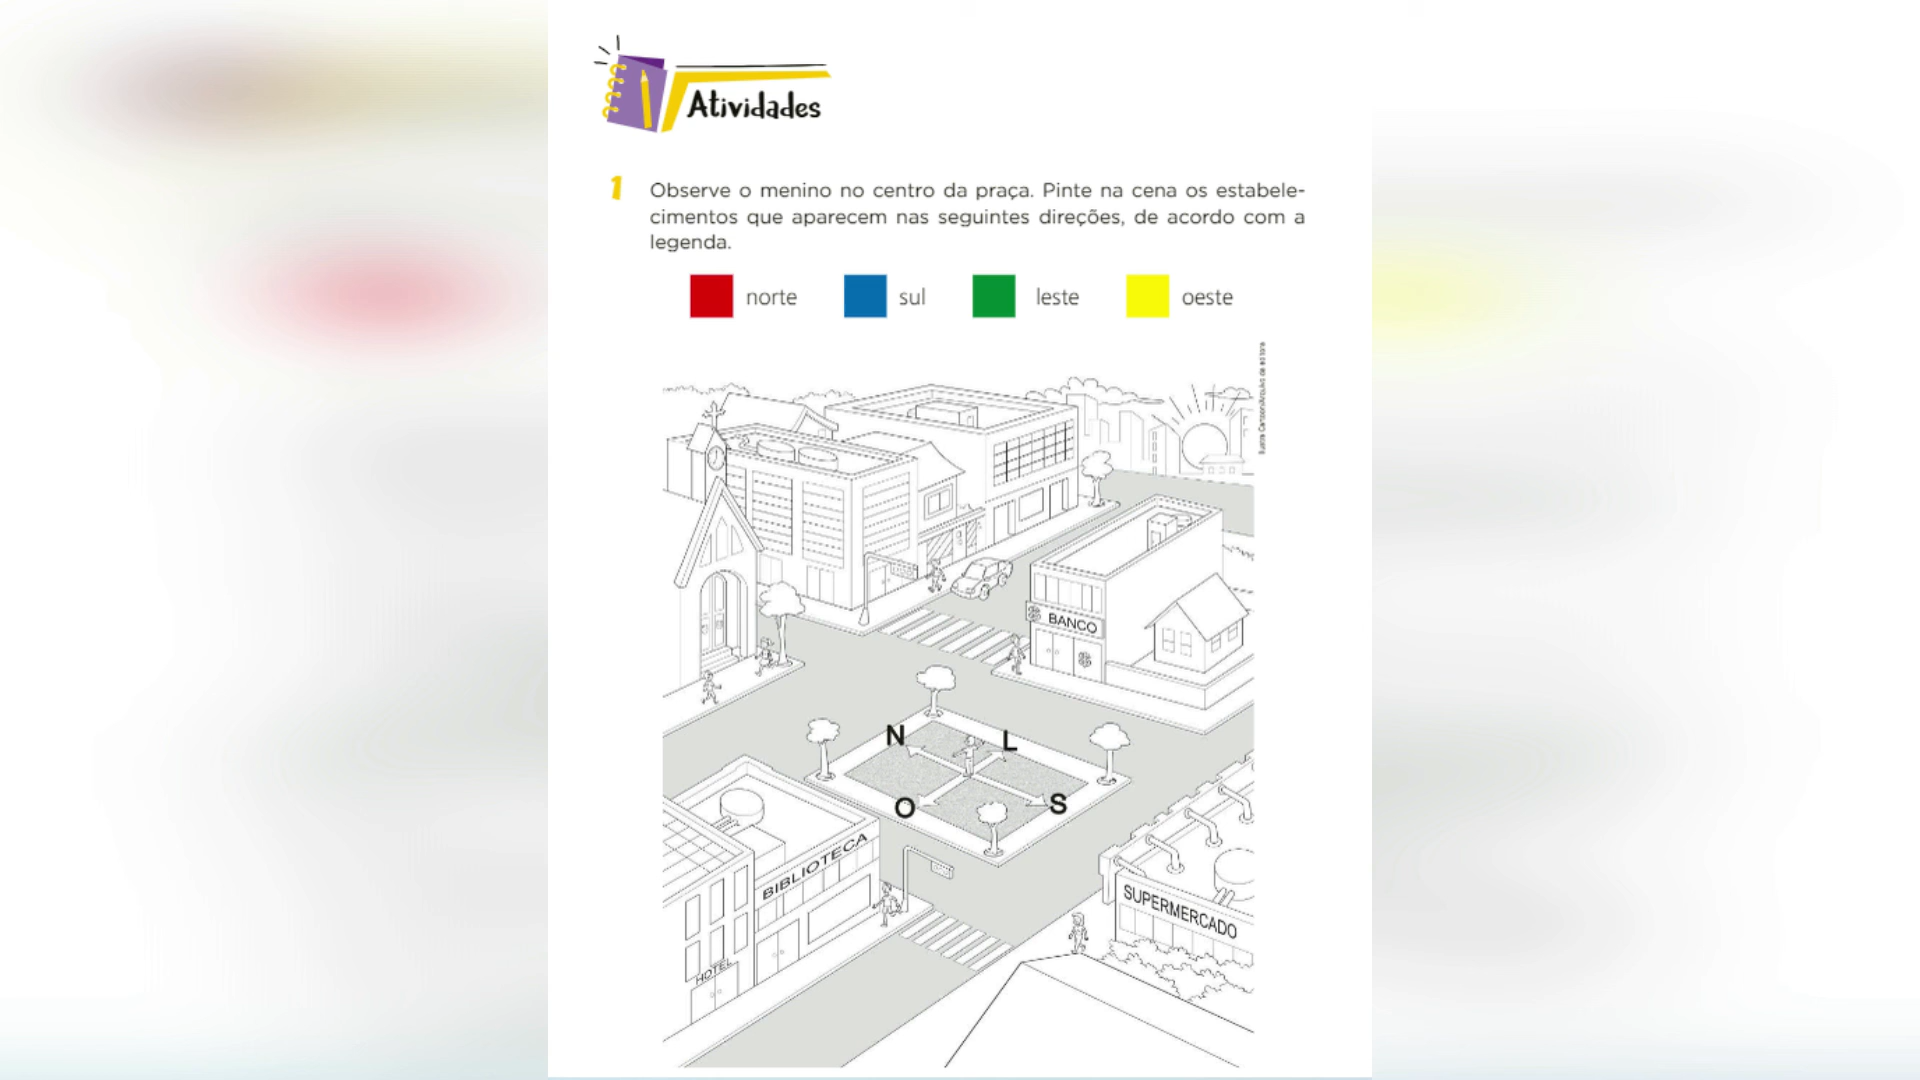 Atividades
1 Observe o menino no centro da praça. Pinte na cena os estabele-
cimentos que aparecem nas seguintes direções, de acordo com a
legenda.
norte sul leste oeste
BANCO
N L
O S
BIBLIOTECA
SUPERMERCADO
HOTEL